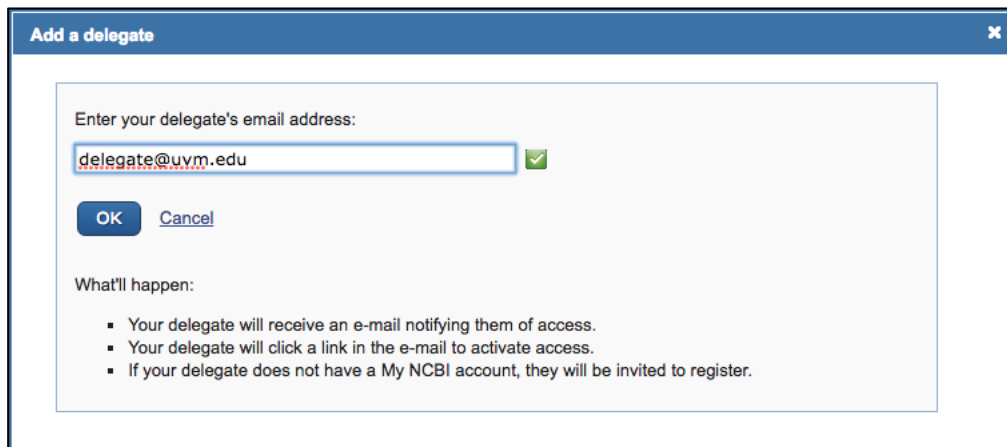 Add a delegate
Enter your delegate's email address:
delegate@uvm.edu
OK Cancel
What'll happen:
Your delegate will receive an e-mail notifying them of access.
Your delegate will click a link in the e-mail to activate access.
If your delegate does not have a My NCBI account, they will be invited to register.